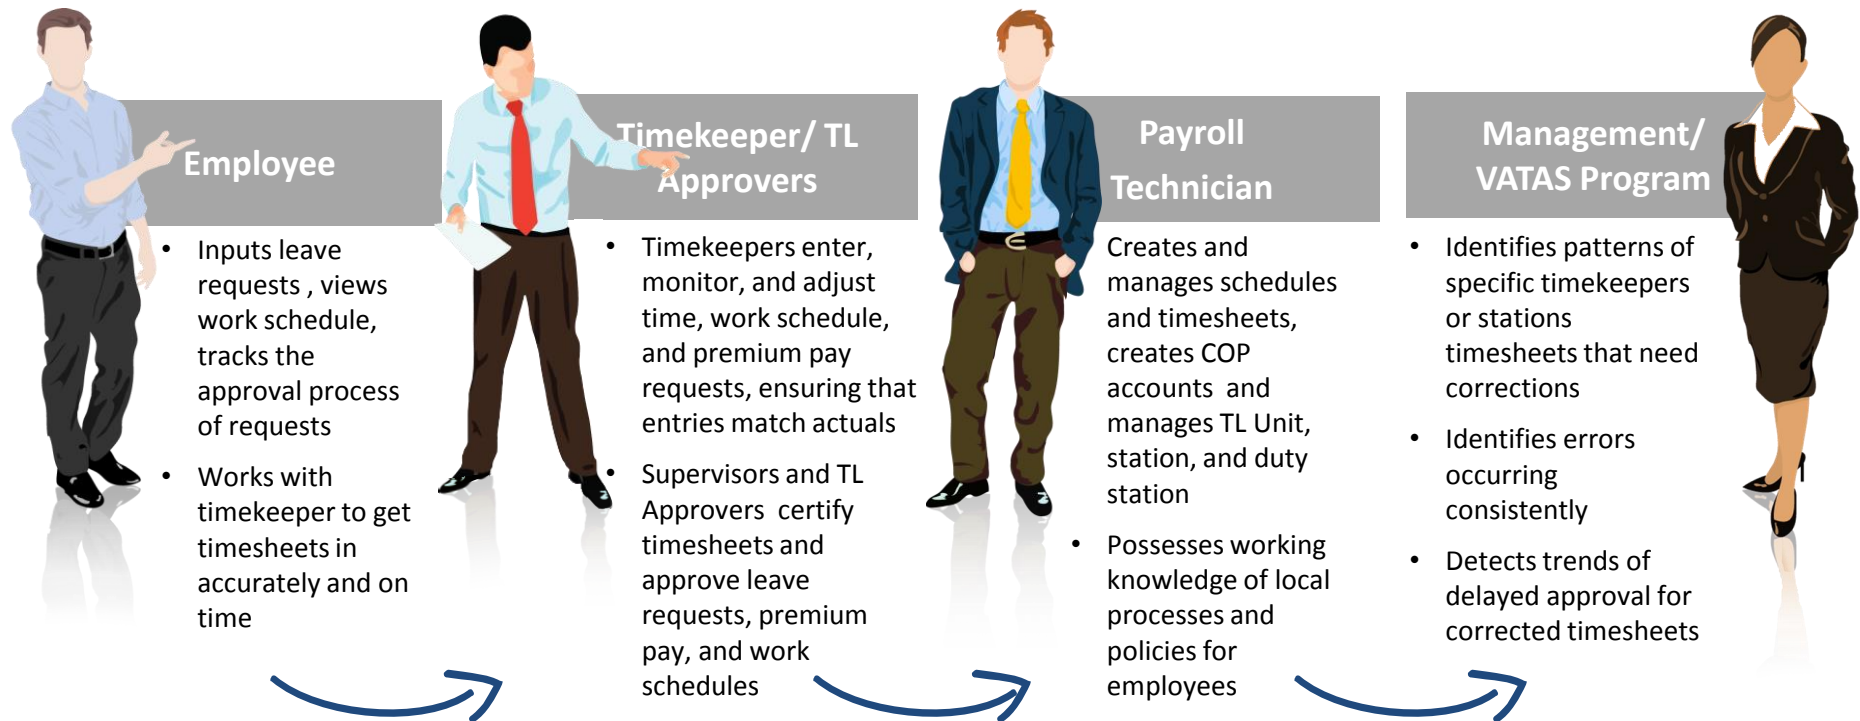 Employee
• Inputs leave
requests , views
work schedule,
tracks the
approval process
of requests
• Works with
timekeeper to get
timesheets in
accurately and on
time
Timekeeper/ TL
Approvers
• Timekeepers enter,
monitor, and adjust
time, work schedule,
and premium pay
requests, ensuring that
entries match actuals
• Supervisors and TL
Approvers certify
timesheets and
approve leave
requests, premium
pay, and work
schedules
Payroll
Technician
Creates and
manages schedules
and timesheets,
creates COP
accounts and
manages TL Unit,
station, and duty
station
• Possesses working
knowledge of local
processes and
policies for
employees
Management/
VATAS Program
• Identifies patterns of
specific timekeepers
or stations
timesheets that need
corrections
• Identifies errors
occurring
consistently
• Detects trends of
delayed approval for
corrected timesheets